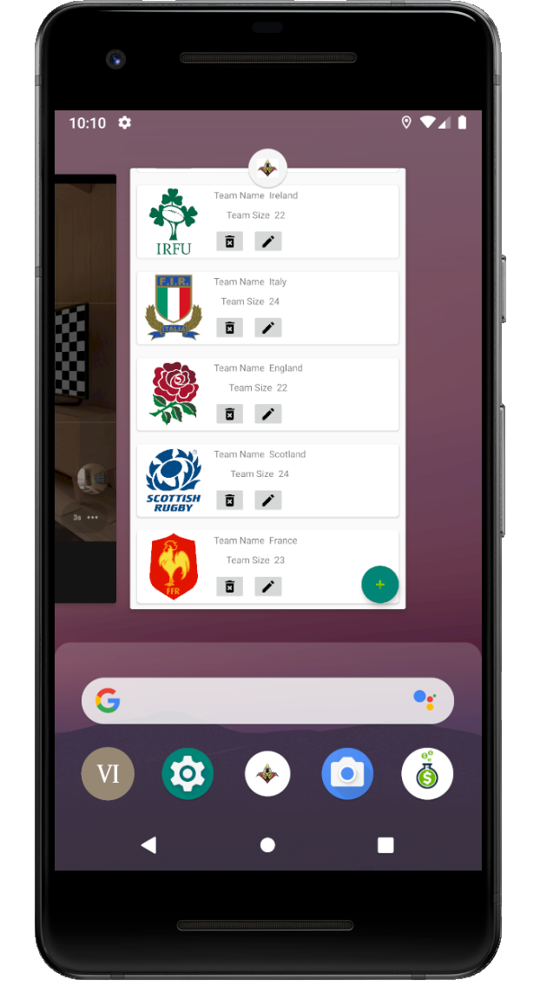 10:10
Team Name Ireland
Team Size 22
IRFU
F.I.R.
Team Name Italy
Team Size 24
ITALIA
Team Name England
Team Size 22
Team Name Scotland
Team Size 24
SCOTTISH
RUGBY
Team Name France
Team Size 23
FFR
3s
G
VI
$